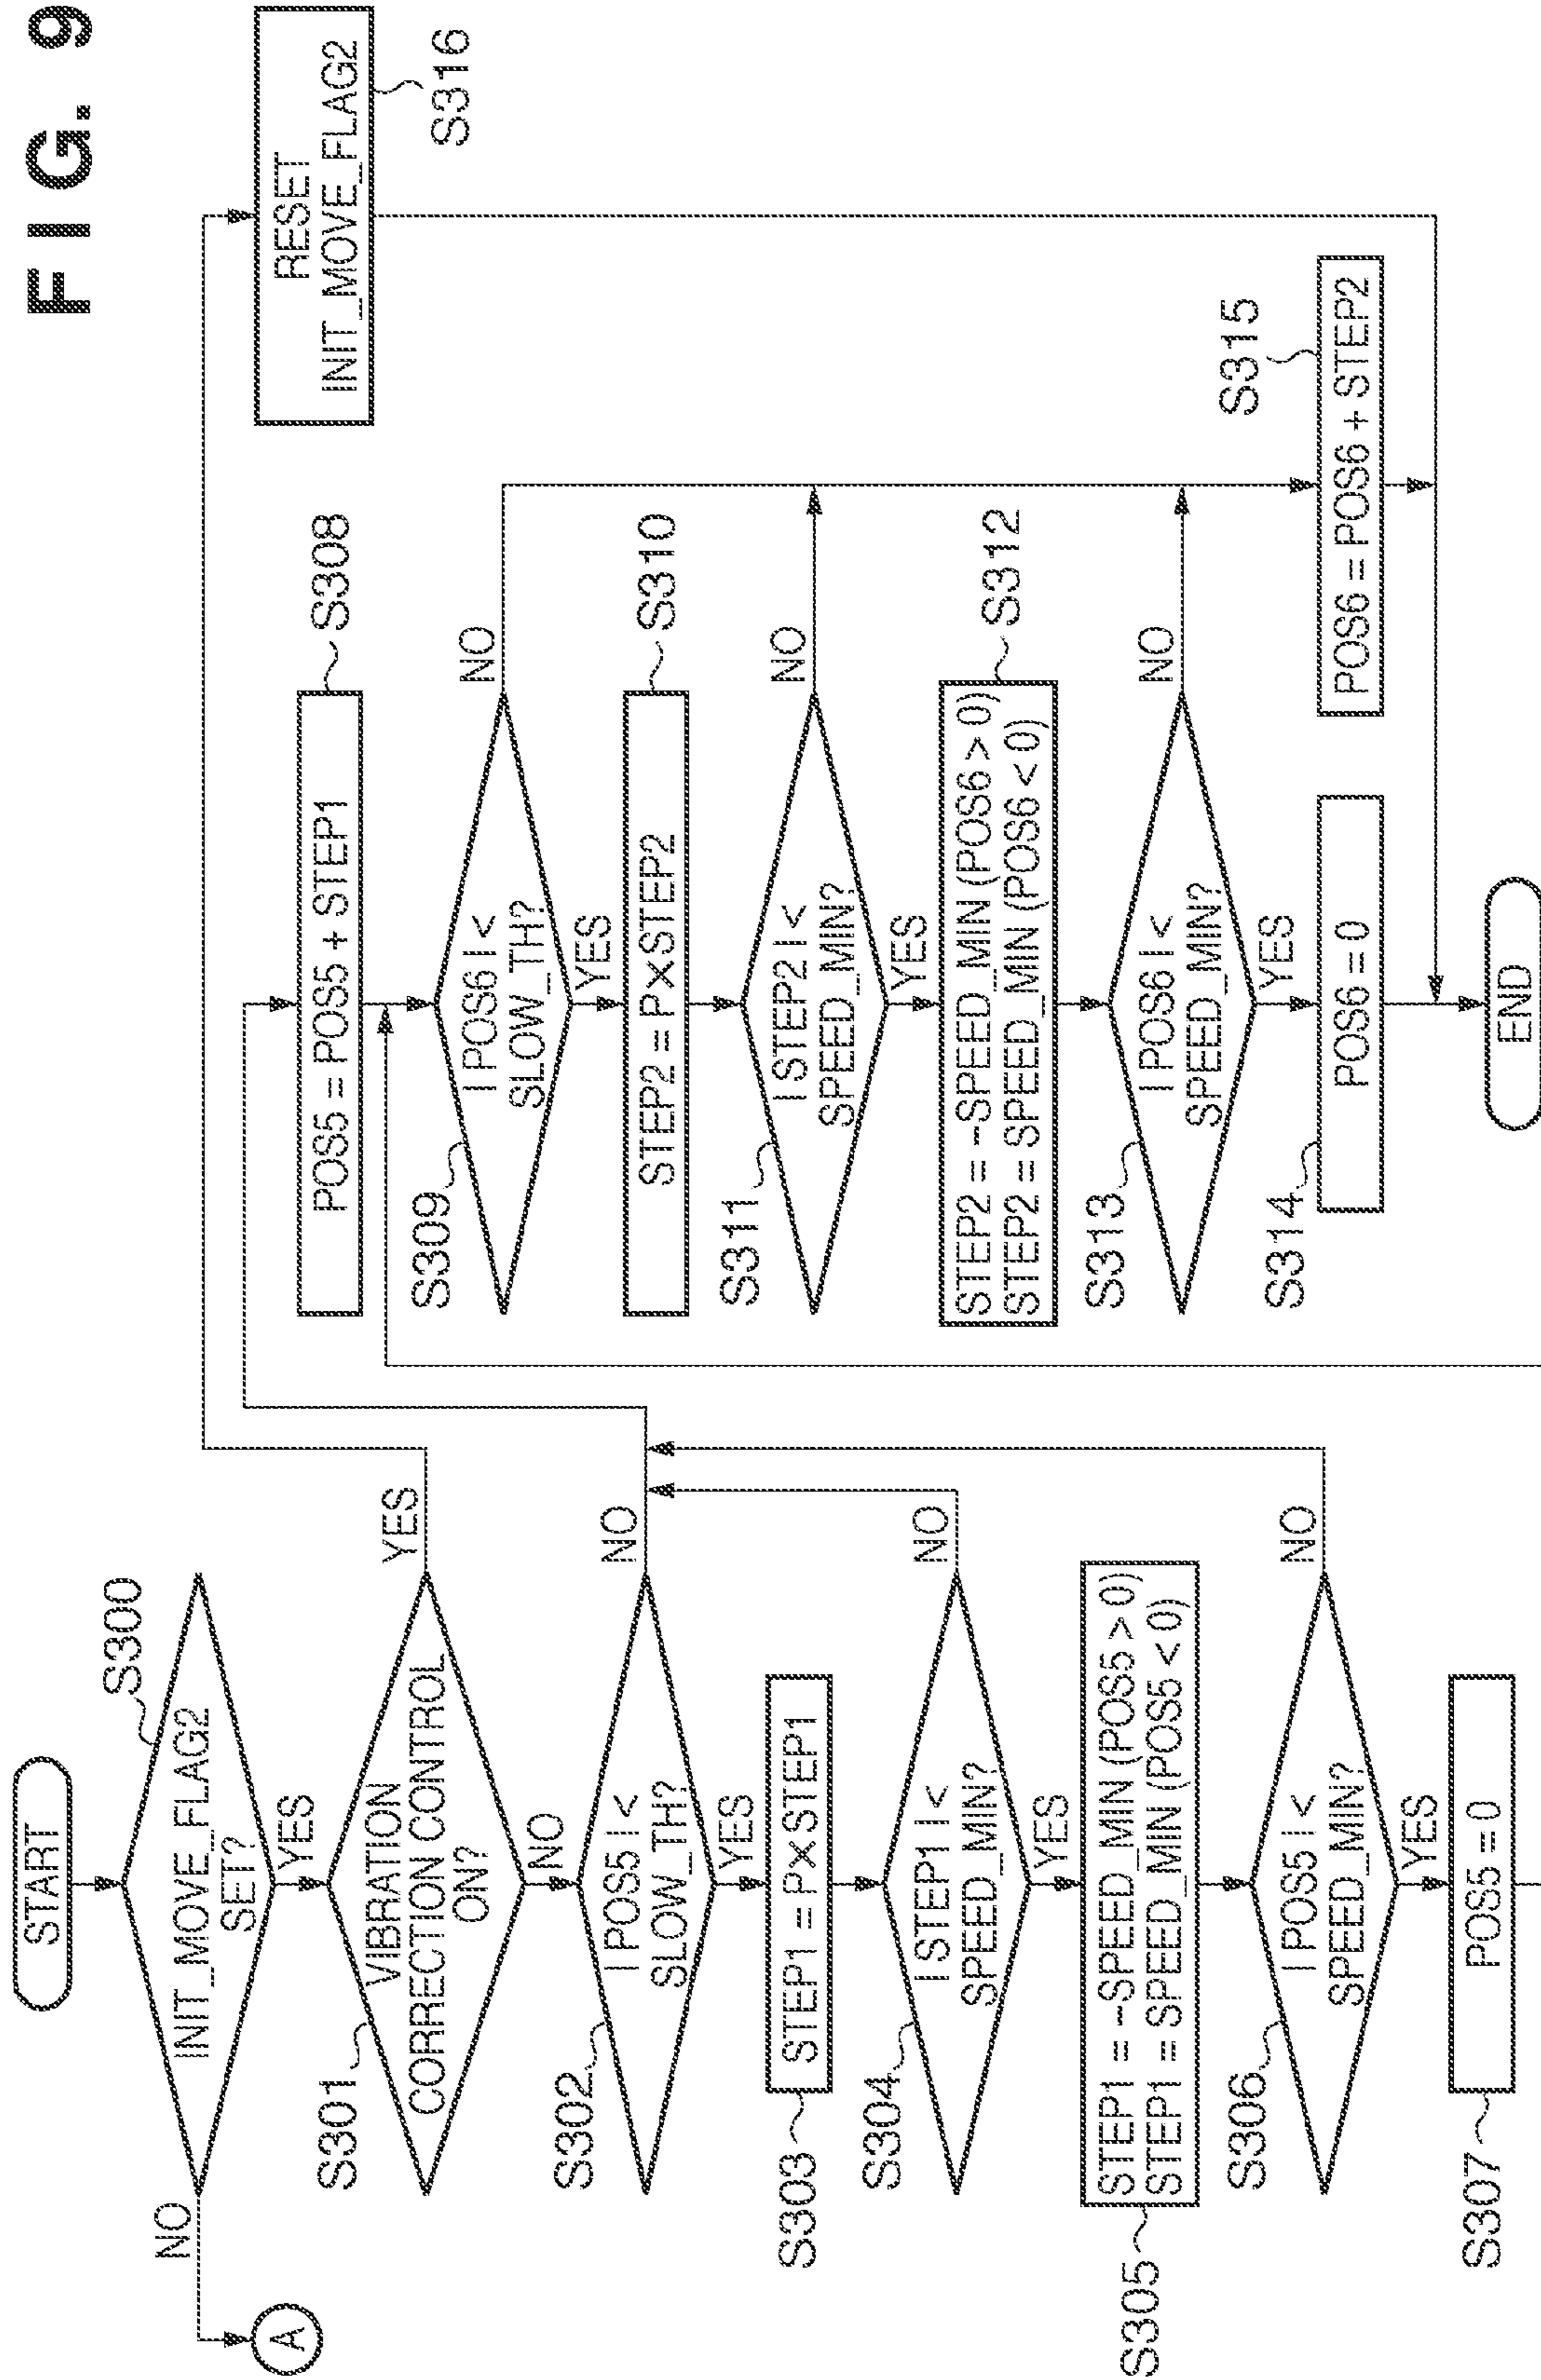 FIG. 9
START
S300
INIT_MOVE_FLAG2
SET?
NO
A
YES
S301
VIBRATION
CORRECTION CONTROL
ON?
YES
NO
S302
|POS5|<
SLOW_TH?
NO
YES
S303
STEP1 = P×STEP1
S304
|STEP1|<
SPEED_MIN?
NO
YES
S305
STEP1 = -SPEED_MIN (POS5 > 0)
STEP1 = SPEED_MIN (POS5 < 0)
S306
|POS5|<
SPEED_MIN?
NO
YES
S307
POS5 = 0
POS5 = POS5 + STEP1
S308
S309
|POS6|<
SLOW_TH?
NO
YES
STEP2 = P×STEP2
S310
S311
|STEP2|<
SPEED_MIN?
NO
YES
STEP2 = -SPEED_MIN (POS6 > 0)
STEP2 = SPEED_MIN (POS6 < 0)
S312
S313
|POS6|<
SPEED_MIN?
NO
YES
S314
POS6 = 0
S315
POS6 = POS6 + STEP2
END
RESET
INIT_MOVE_FLAG2
S316